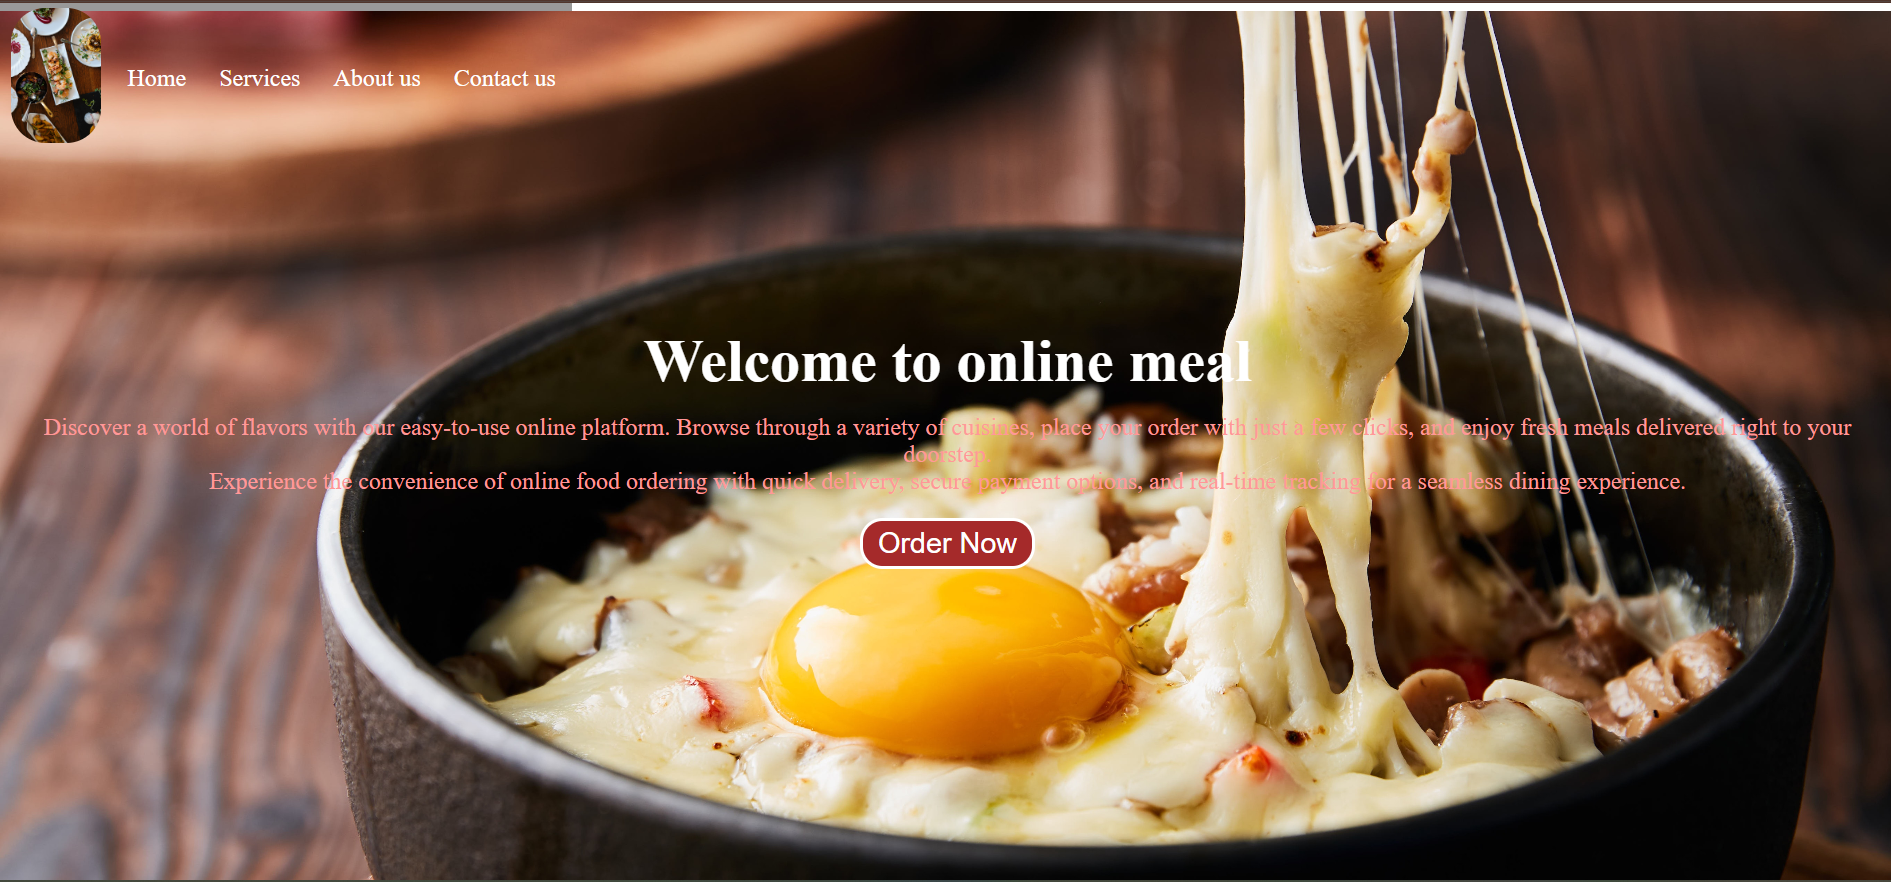 Home Services About us Contact us
Welcome to online meal
Discover a world of flavors with our easy-to-use online platform. Browse through a variety of cuisines, place your order with just a few clicks, and enjoy fresh meals delivered right to your
doorstep
Experience the convenience of online food ordering with quick delivery, secure payment options, and real-time tracking for a seamless dining experience.
Order Now